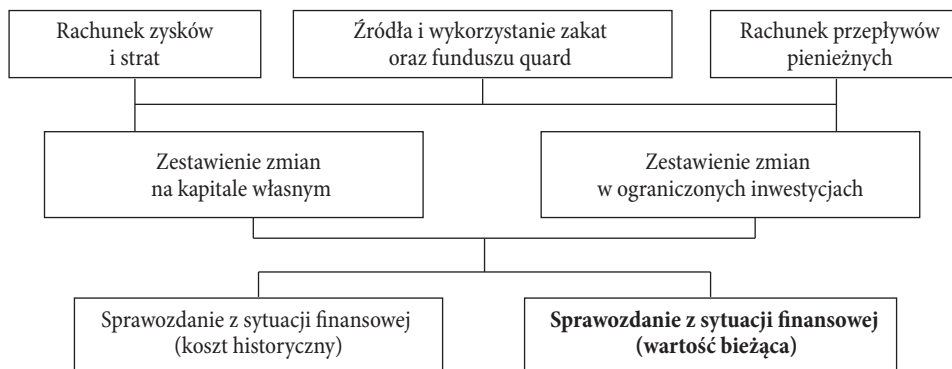 Rachunek zysków
i strat
Źródła i wykorzystanie zakat
oraz funduszu quard
Rachunek przepływów
pienieżnych
Zestawienie zmian
na kapitale własnym
Zestawienie zmian
w ograniczonych inwestycjach
Sprawozdanie z sytuacji finansowej
(koszt historyczny)
Sprawozdanie z sytuacji finansowej
(wartość bieżąca)